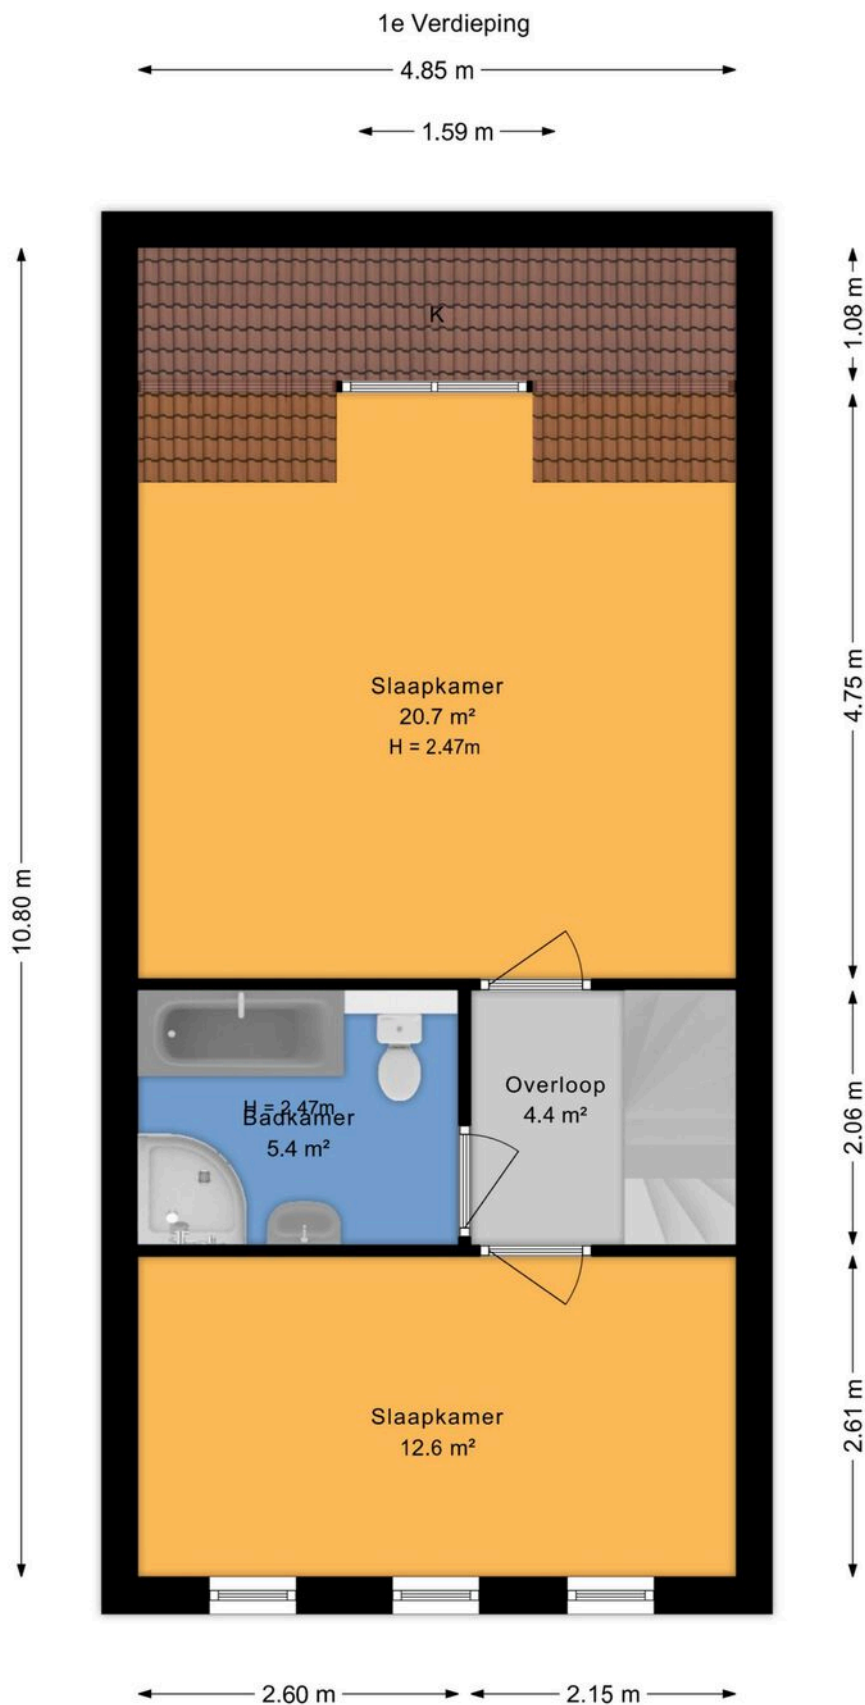 1e Verdieping
4.85 m
1.59 m
K
1.08 m
4.75 m
Slaapkamer
20.7 m²
H = 2.47m
10.80 m
Overloop
4.4 m²
H = 2.47m
Badkamer
5.4 m²
2.06 m
Slaapkamer
12.6 m²
2.61 m
2.60 m
2.15 m